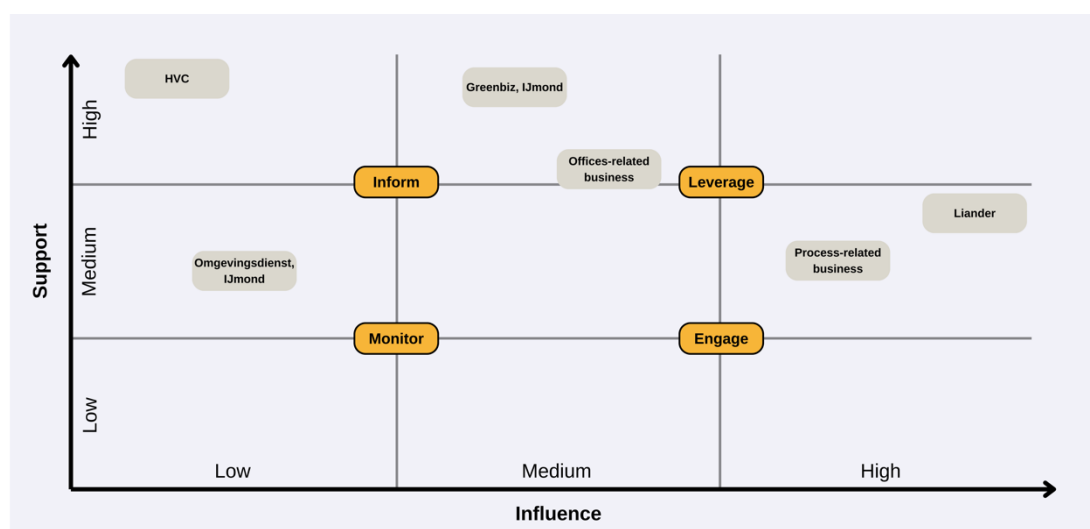 HVC
Greenbiz, IJmond
High
Offices-related
business
Inform
Leverage
Liander
Support
Medium
Process-related
business
Omgevingsdienst,
IJmond
Monitor
Engage
Low
Low
Medium
High
Influence